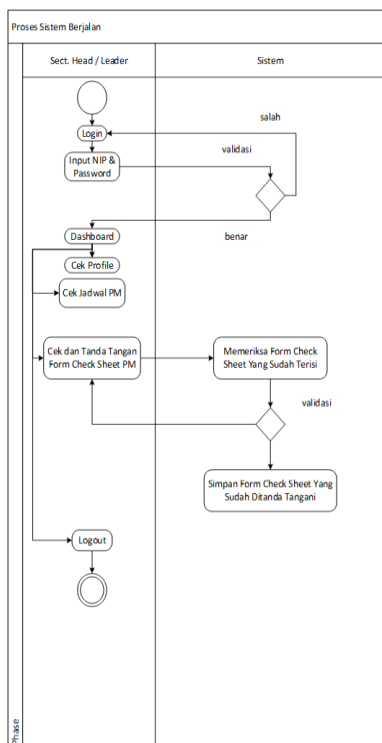 Proses Sistem Berjalan
Sect. Head / Leader
Sistem
salah
Login
validasi
Input NIP &
Password
Dashboard
benar
Cek Profile
Cek Jadwal PM
Cek dan Tanda Tangan
Form Check Sheet PM
Memeriksa Form Check
Sheet Yang Sudah Terisi
validasi
Simpan Form Check Sheet Yang
Sudah Ditanda Tangani
Logout
Phase